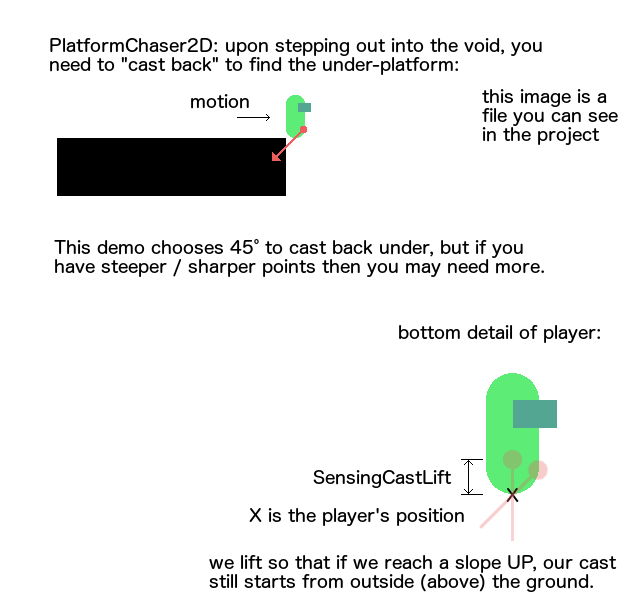 PlatformChaser2D: upon stepping out into the void, you
need to "cast back" to find the under-platform:
motion
this image is a
file you can see
in the project
This demo chooses 45° to cast back under, but if you
have steeper / sharper points then you may need more.
bottom detail of player:
SensingCastLift
X
X is the player's position
we lift so that if we reach a slope UP, our cast
still starts from outside (above) the ground.